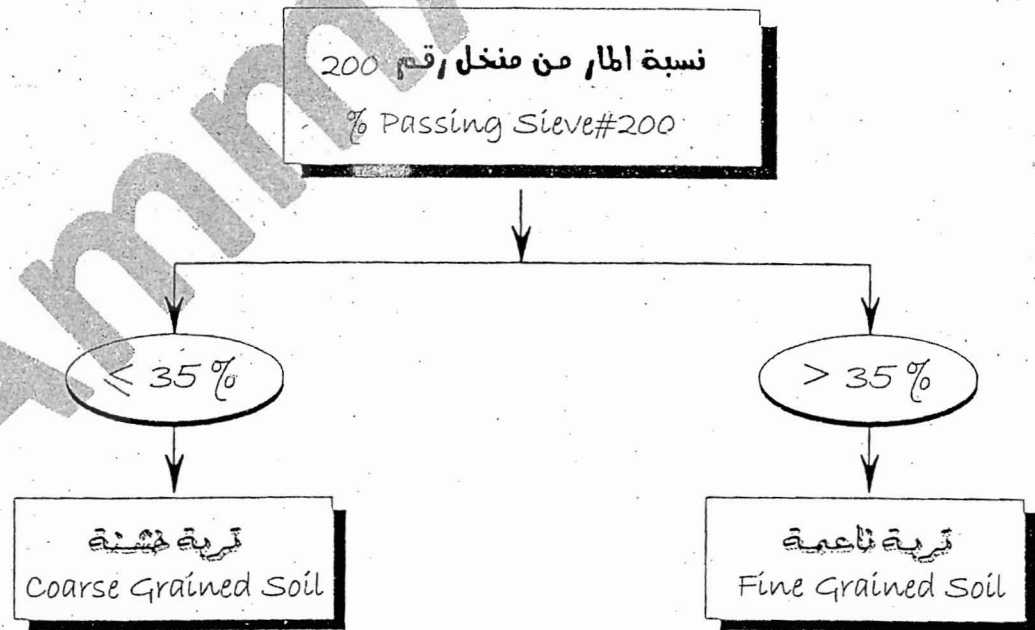 نسبة المار من منخل رقم 200
% Passing Sieve#200
≤ 35 %
> 35 %
تربة خشنة
Coarse Grained Soil
تربة ناعمة
Fine Grained Soil